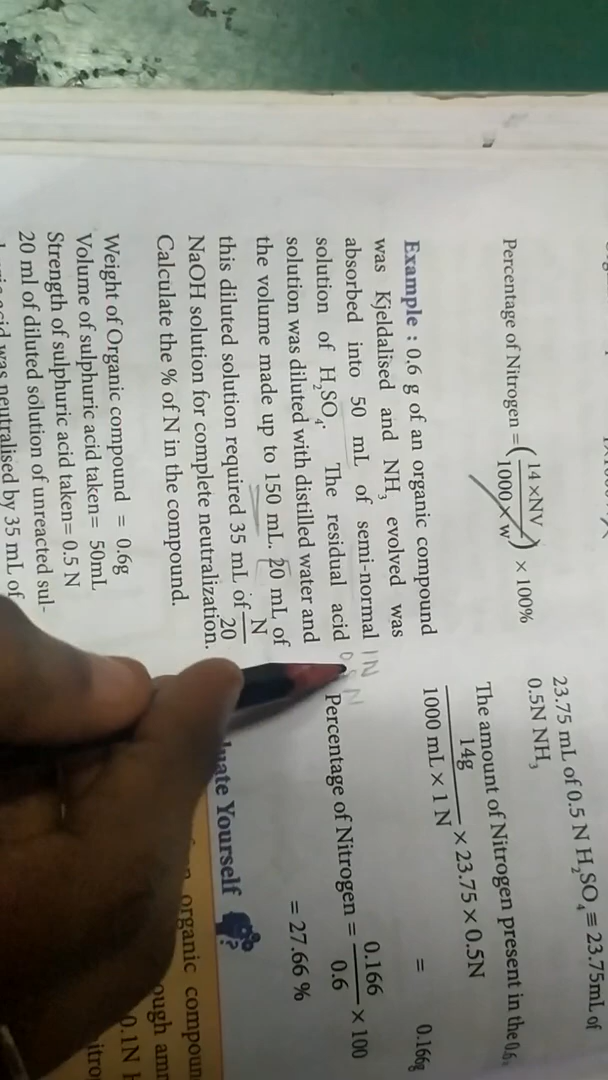 Percentage of Nitrogen = (14 ×NV / 1000 × w) × 100%
Example : 0.6 g of an organic compound
was Kjeldalised and NH₃ evolved was
absorbed into 50 mL of semi-normal
solution of H₂SO₄. The residual acid
solution was diluted with distilled water and
the volume made up to 150 mL. 20 mL of
this diluted solution required 35 mL of N/20
NaOH solution for complete neutralization.
Calculate the % of N in the compound.
Weight of Organic compound = 0.6g
Volume of sulphuric acid taken= 50mL
Strength of sulphuric acid taken= 0.5 N
20 ml of diluted solution of unreacted sul-
acid was neutralised by 35 mL of
1N
23.75 mL of 0.5 N H₂SO₄ ≡ 23.75mL of
0.5N NH₃
The amount of Nitrogen present in the 0.6
14g / 1000 mL × 1 N × 23.75 × 0.5N = 0.166g
Percentage of Nitrogen = 0.166 / 0.6 × 100
= 27.66 %
Yourself
organic
0.1N